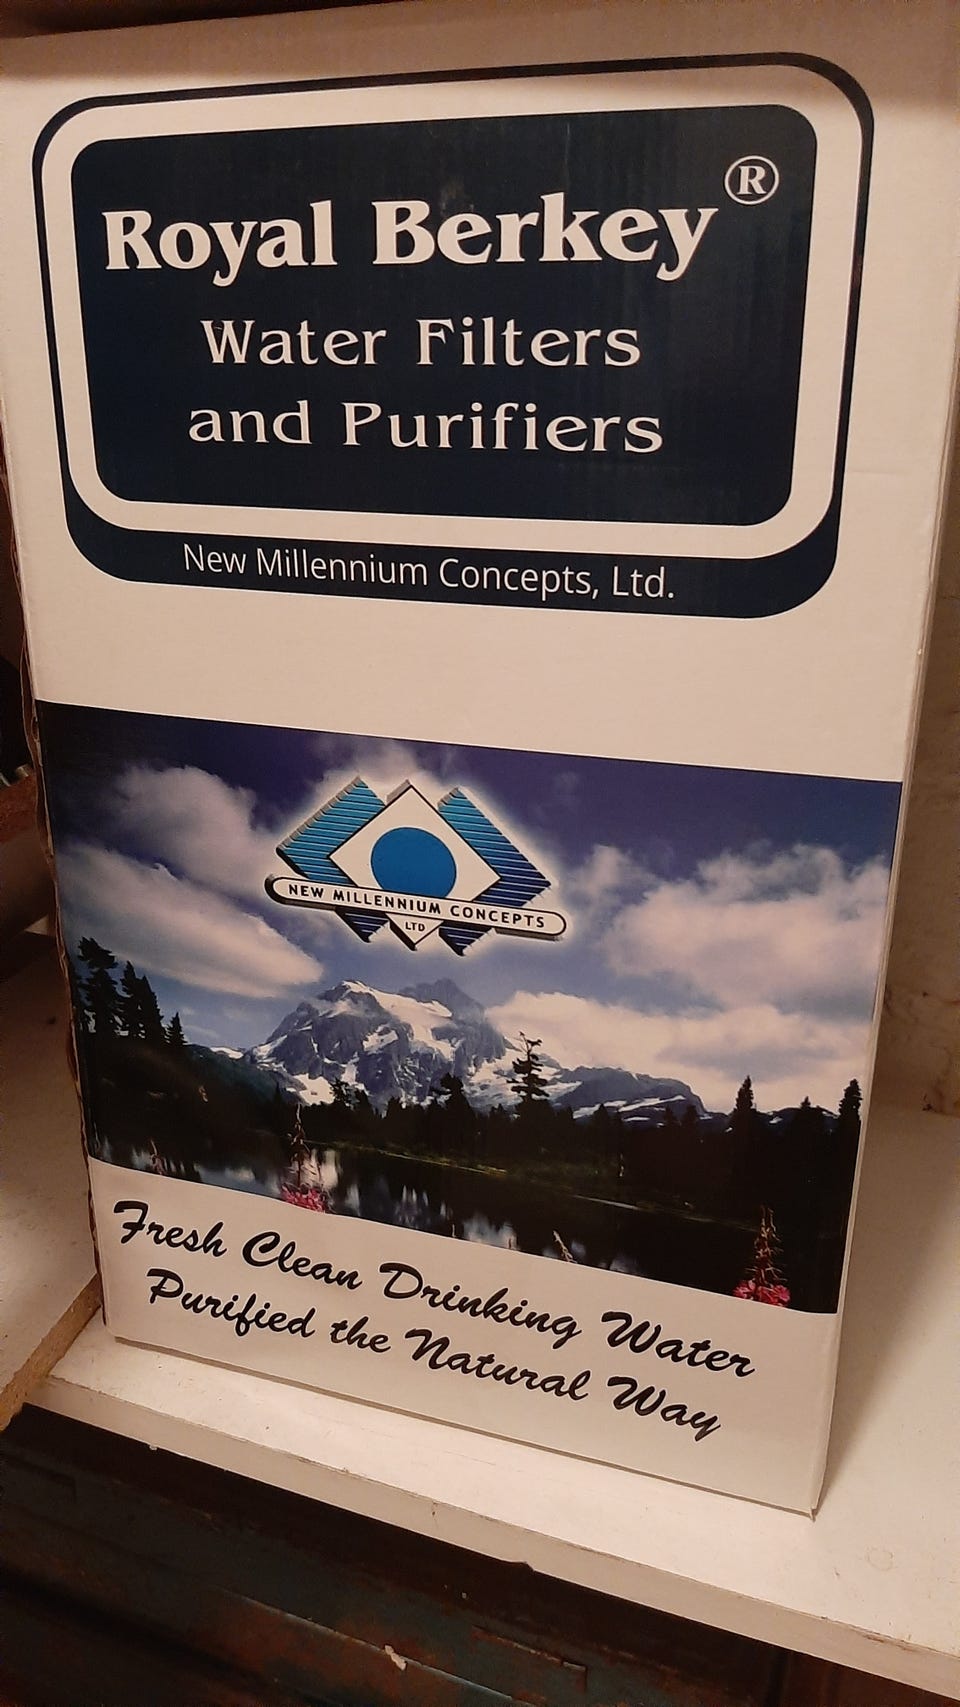 Royal Berkey®
Water Filters
and Purifiers
New Millennium Concepts, Ltd.
NEW MILLENNIUM CONCEPTS
LTD
Fresh Clean Drinking Water
Purified the Natural Way